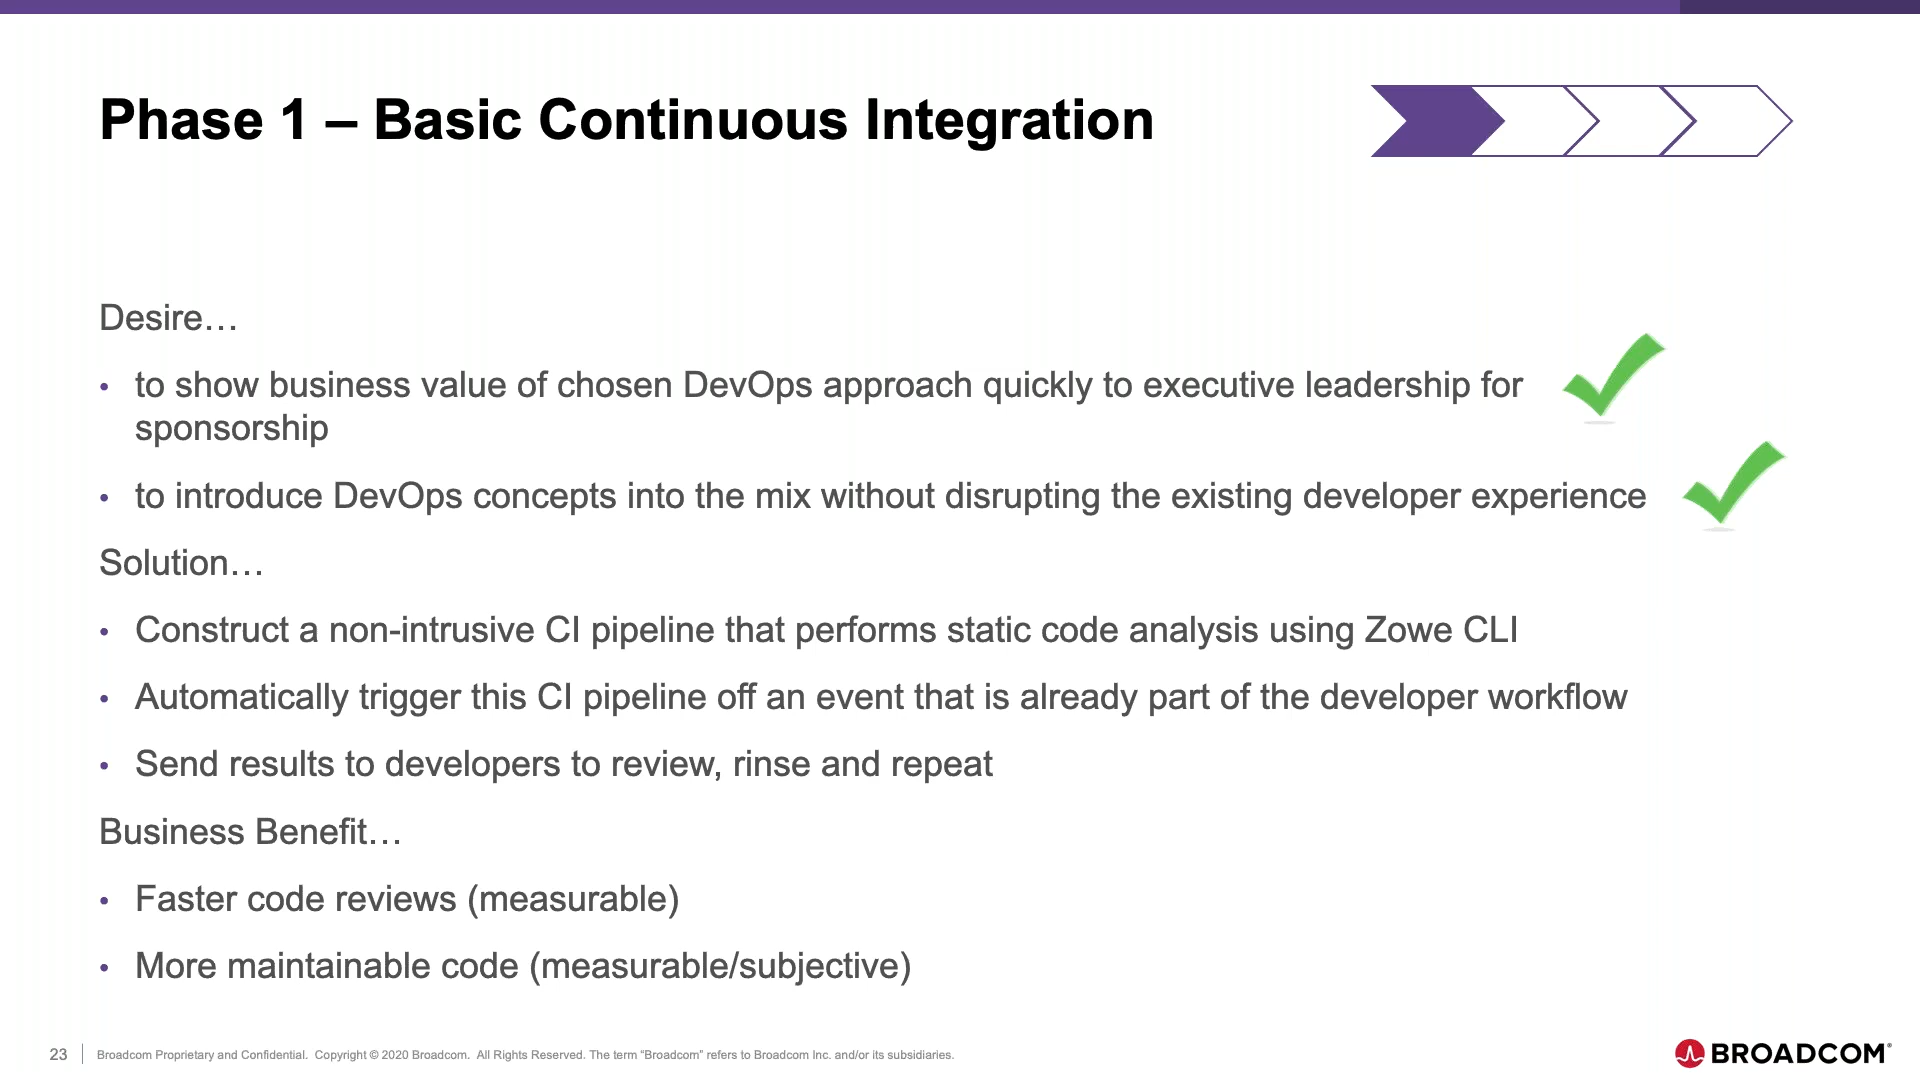 Phase 1 – Basic Continuous Integration
Desire…
• to show business value of chosen DevOps approach quickly to executive leadership for
sponsorship
• to introduce DevOps concepts into the mix without disrupting the existing developer experience
Solution…
• Construct a non-intrusive CI pipeline that performs static code analysis using Zowe CLI
• Automatically trigger this CI pipeline off an event that is already part of the developer workflow
• Send results to developers to review, rinse and repeat
Business Benefit…
• Faster code reviews (measurable)
• More maintainable code (measurable/subjective)
23 Broadcom Proprietary and Confidential. Copyright © 2020 Broadcom. All Rights Reserved. The term “Broadcom” refers to Broadcom Inc. and/or its subsidiaries.
BROADCOM®